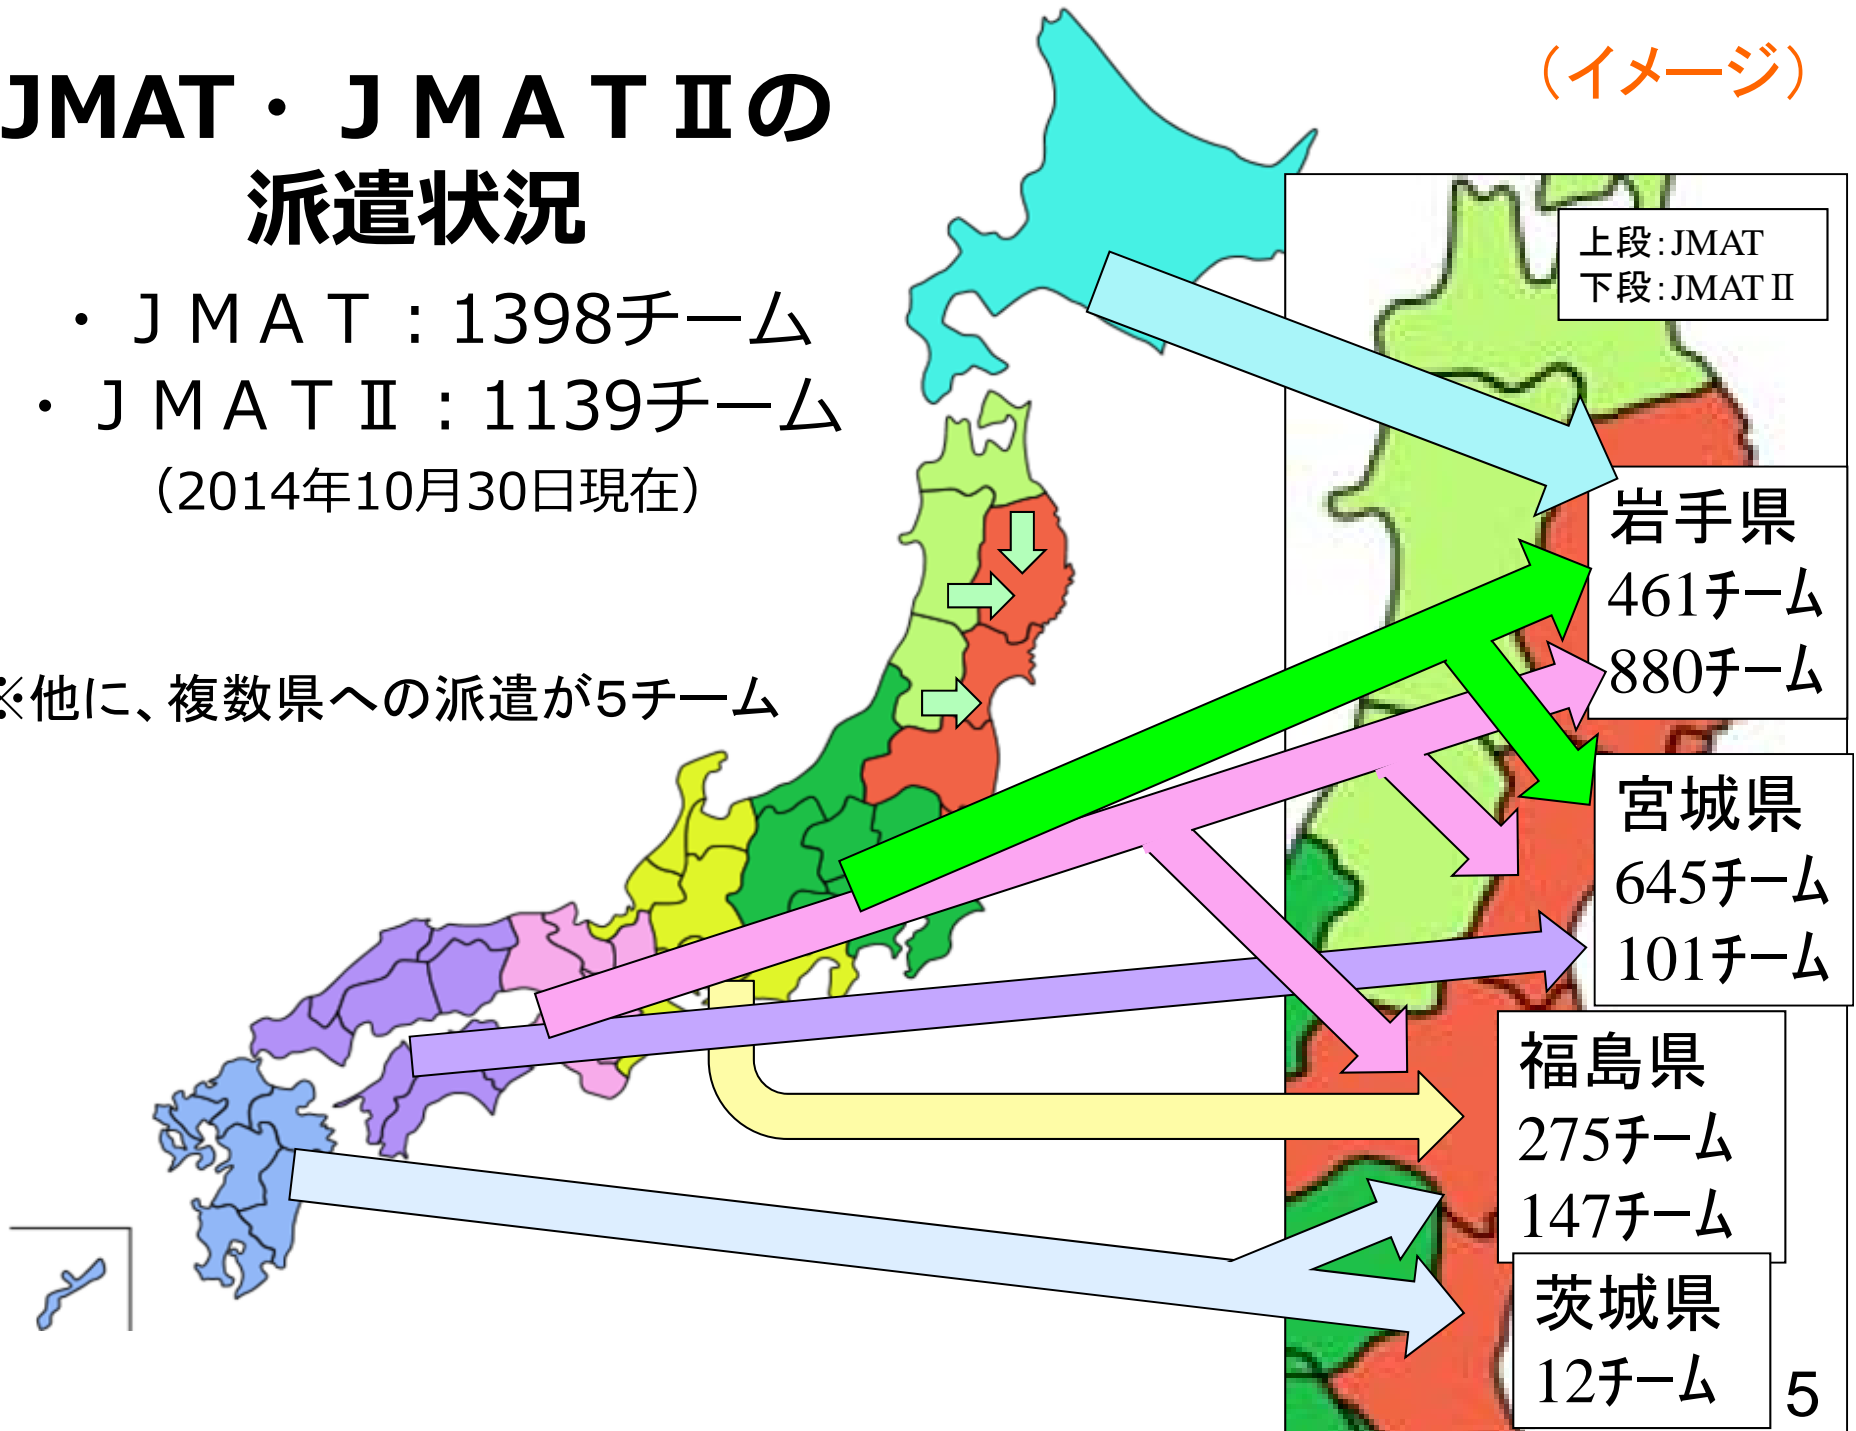 JMAT・ＪＭＡＴⅡの
派遣状況
・ＪＭＡＴ：1398チーム
・ＪＭＡＴⅡ：1139チーム
（2014年10月30日現在）
※他に、複数県への派遣が５チーム
（イメージ）
上段：JMAT
下段：JMATⅡ
岩手県
461チーム
880チーム
宮城県
645チーム
101チーム
福島県
275チーム
147チーム
茨城県
12チーム
5